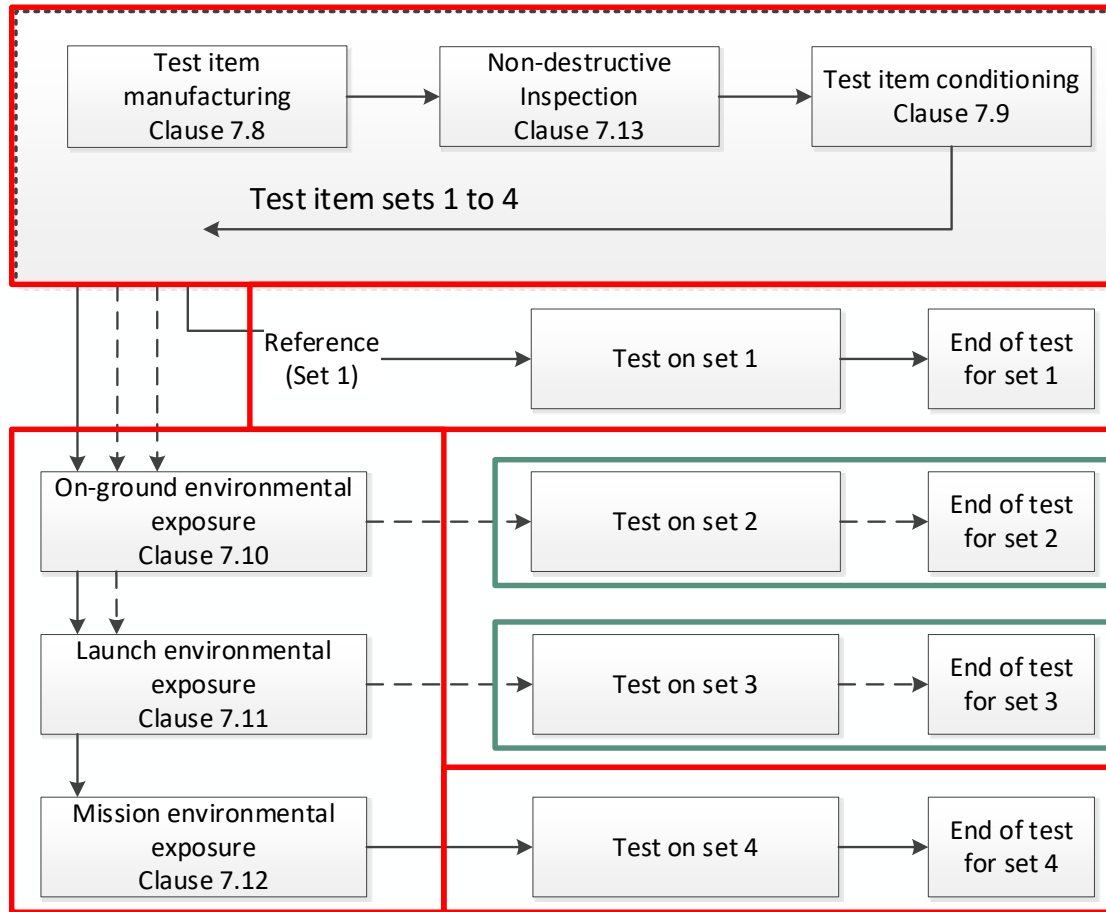 Test item
manufacturing
Clause 7.8
Non-destructive
Inspection
Clause 7.13
Test item conditioning
Clause 7.9
Test item sets 1 to 4
Reference
(Set 1)
Test on set 1
End of test
for set 1
On-ground environmental
exposure
Clause 7.10
Test on set 2
End of test
for set 2
Launch environmental
exposure
Clause 7.11
Test on set 3
End of test
for set 3
Mission environmental
exposure
Clause 7.12
Test on set 4
End of test
for set 4